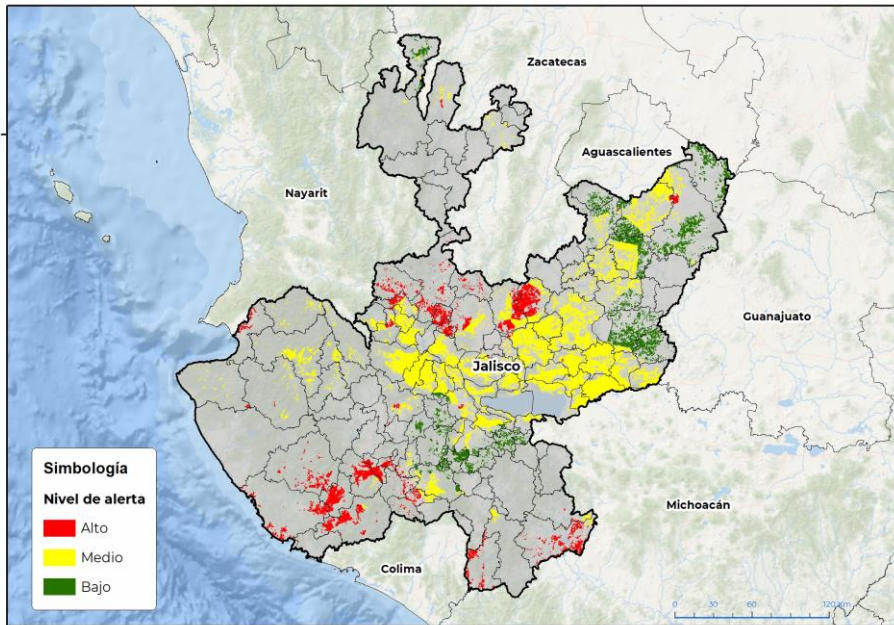 Zacatecas
Aguascalientes
Nayarit
Guanajuato
Jalisco
Simbología
Nivel de alerta
Alto
Medio
Bajo
Michoacán
Colima
0 30 60 120 km